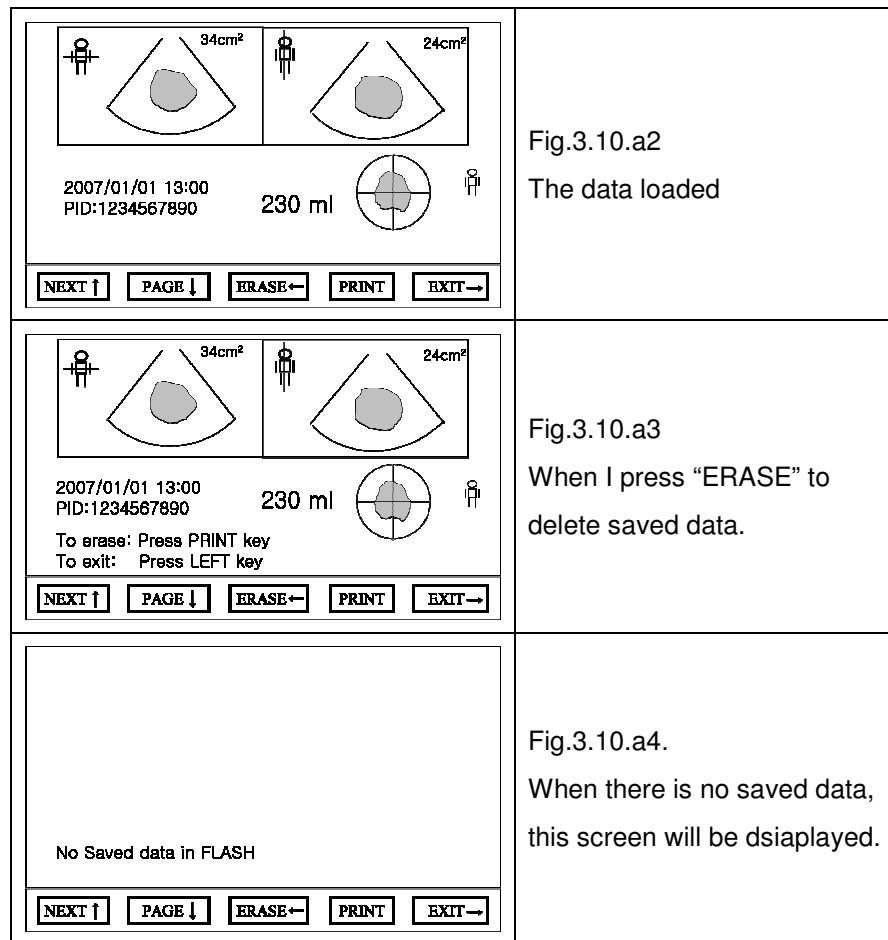 34cm²
24cm²
2007/01/01 13:00
PID:1234567890
230 ml
NEXT↑ PAGE↓ ERASE← PRINT EXIT→
Fig.3.10.a2
The data loaded
34cm²
24cm²
2007/01/01 13:00
PID:1234567890
230 ml
To erase: Press PRINT key
To exit: Press LEFT key
NEXT↑ PAGE↓ ERASE← PRINT EXIT→
Fig.3.10.a3
When I press “ERASE” to
delete saved data.
No Saved data in FLASH
NEXT↑ PAGE↓ ERASE← PRINT EXIT→
Fig.3.10.a4.
When there is no saved data,
this screen will be dsiaplayed.